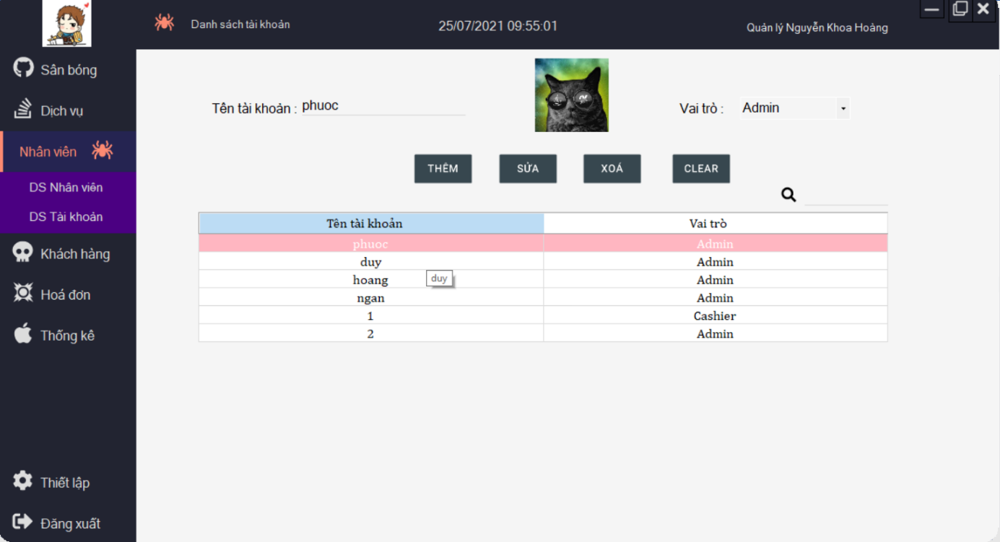 Danh sách tài khoản
25/07/2021 09:55:01
Quản lý Nguyễn Khoa Hoàng
Sân bóng
Dịch vụ
Nhân viên
DS Nhân viên
DS Tài khoản
Khách hàng
Hoá đơn
Thống kê
Thiết lập
Đăng xuất
Tên tài khoản : phuoc
Vai trò : Admin
THÊM SỬA XOÁ CLEAR
Tên tài khoản Vai trò
phuoc Admin
duy Admin
hoang Admin
duy
ngan Admin
1 Cashier
2 Admin